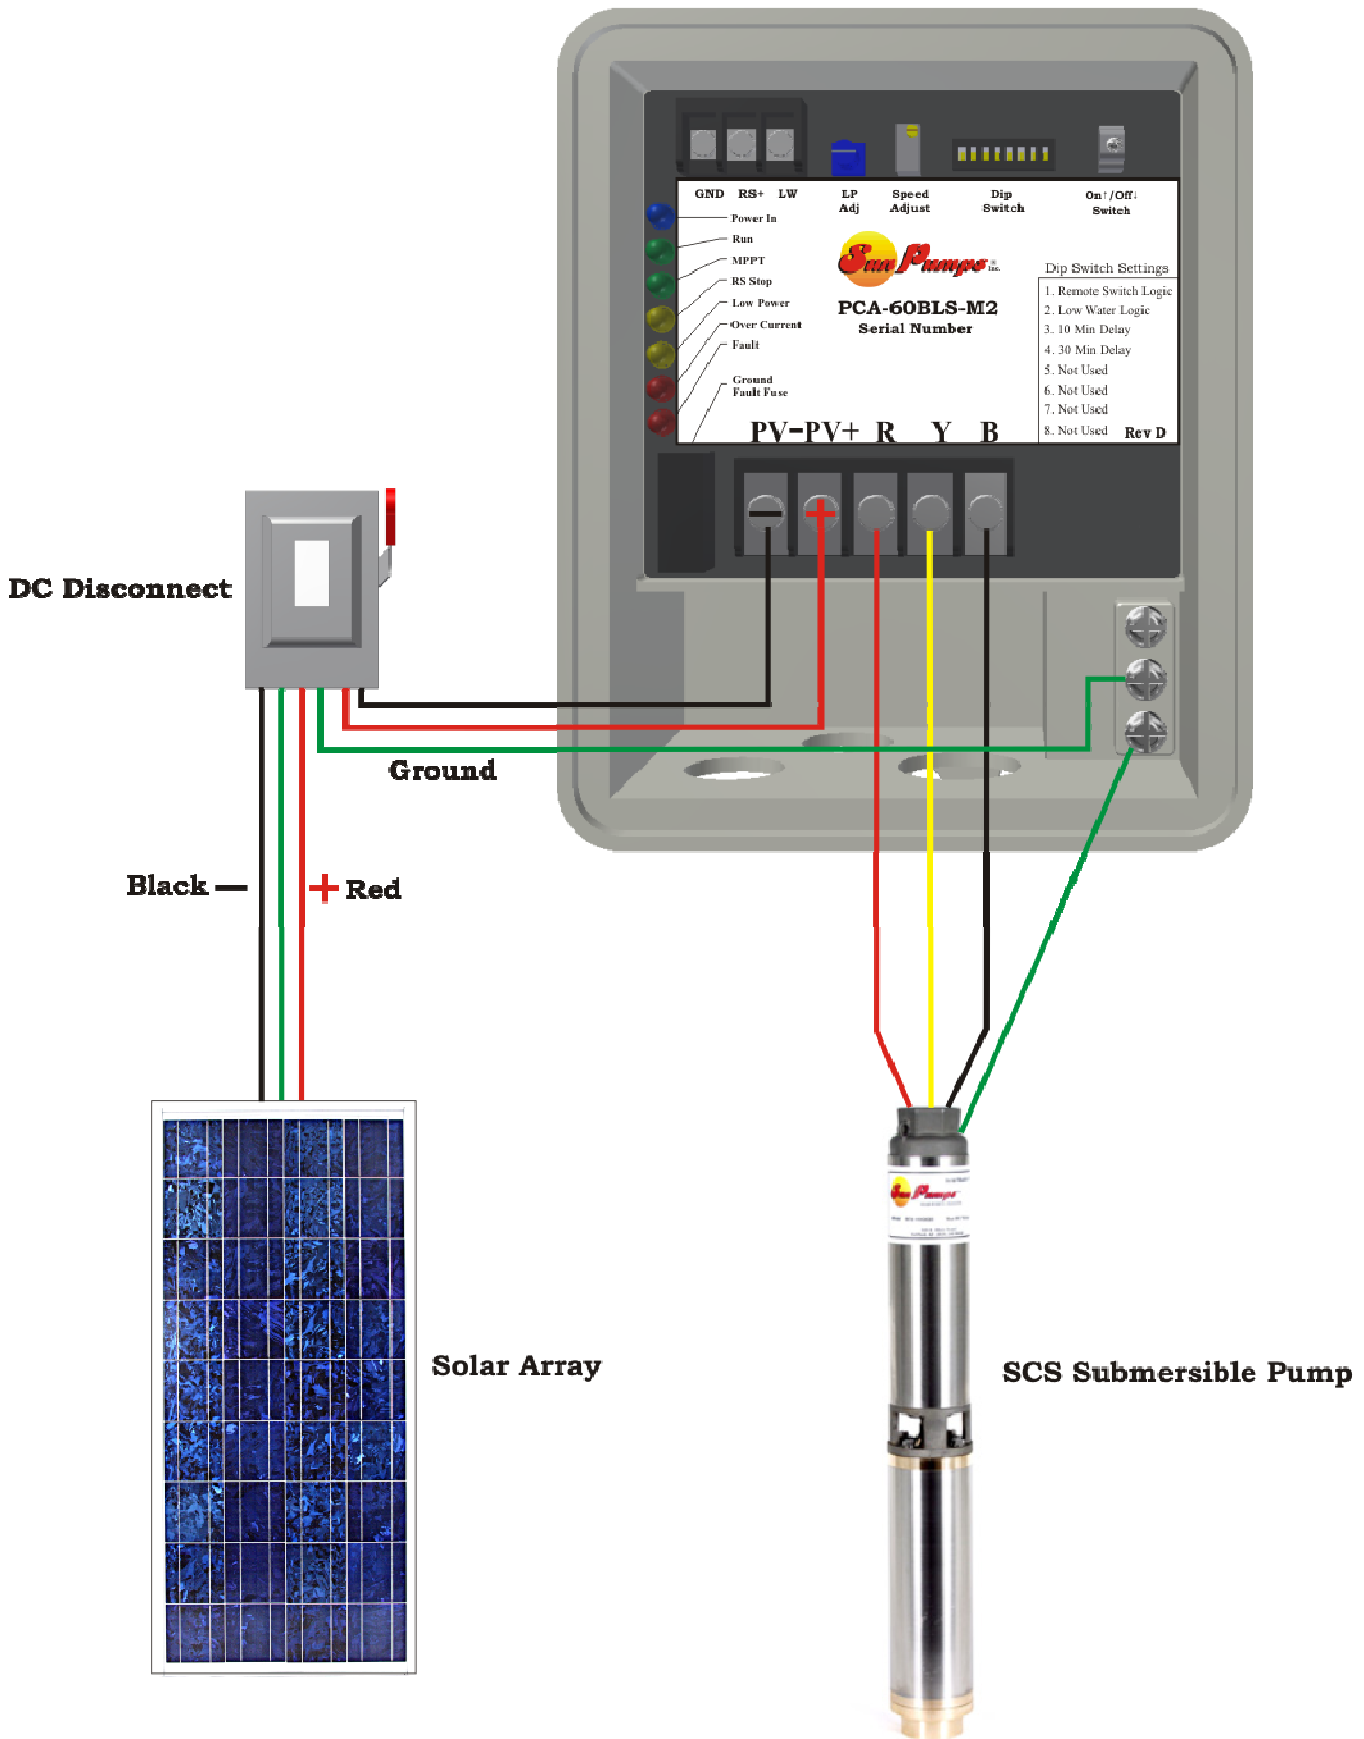 GND RS+ LW
LP
Adj
Speed
Adjust
Dip
Switch
On↑/Off↓
Switch
Power In
Run
MPPT
RS Stop
Low Power
Over Current
Fault
Ground
Fault Fuse
Sun Pumps® Inc.
PCA-60BLS-M2
Serial Number
Dip Switch Settings
1. Remote Switch Logic
2. Low Water Logic
3. 10 Min Delay
4. 30 Min Delay
5. Not Used
6. Not Used
7. Not Used
8. Not Used
Rev D
PV- PV+ R Y B
− +
DC Disconnect
Ground
Black −
+ Red
Sun Pumps
Solar Array
SCS Submersible Pump